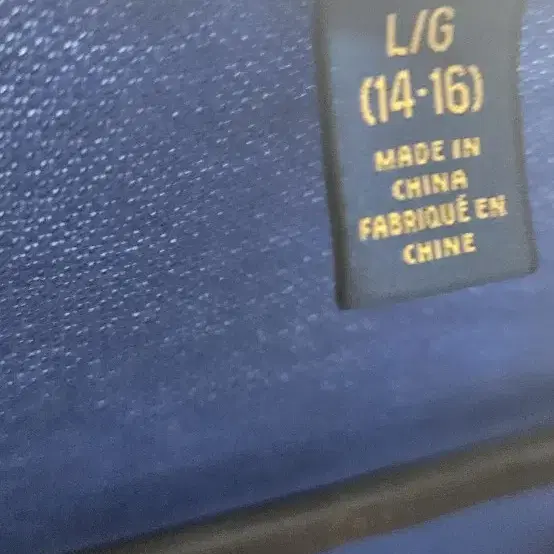 L/G
(14-16)
MADE IN
CHINA
FABRIQUÉ EN
CHINE